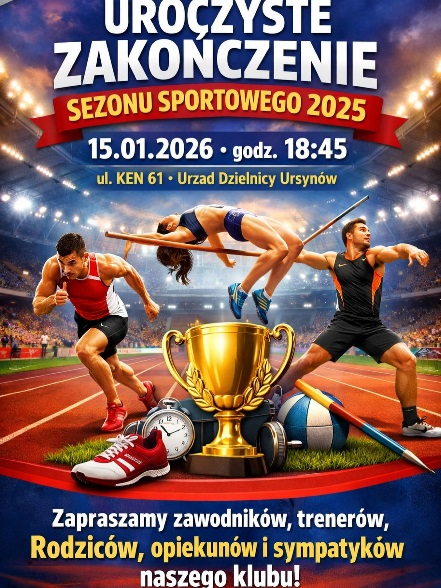 UROCZYSTE
ZAKOŃCZENIE
SEZONU SPORTOWEGO 2025
15.01.2026 • godz. 18:45
ul. KEN 61 • Urzad Dzielnicy Ursynów
Zapraszamy zawodników, trenerów,
Rodziców, opiekunów i sympatyków
naszego klubu!